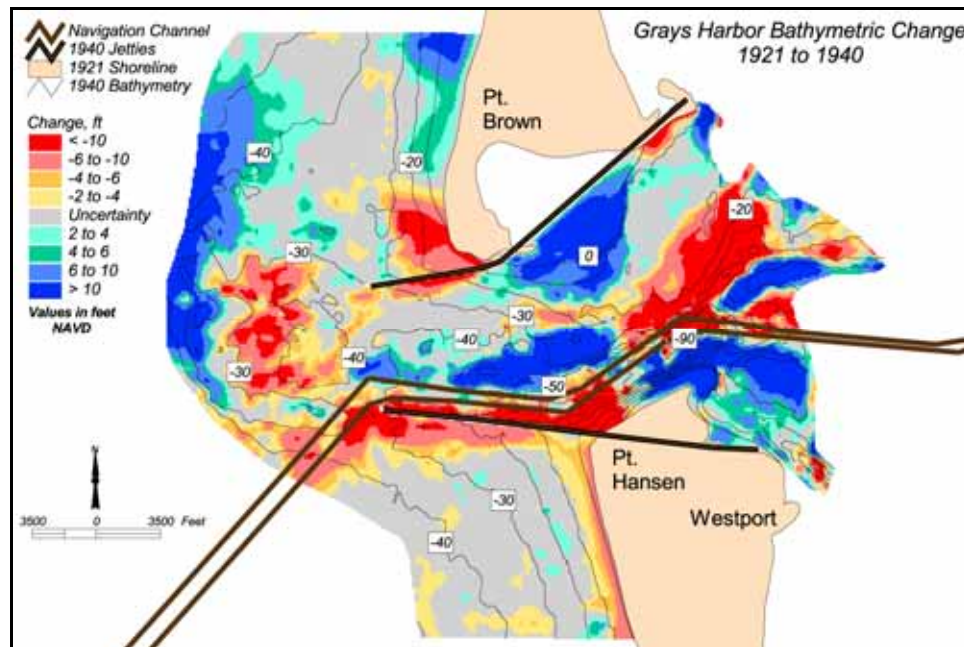 Navigation Channel
1940 Jetties
1921 Shoreline
1940 Bathymetry
Grays Harbor Bathymetric Change
1921 to 1940
Change, ft
< -10
-6 to -10
-4 to -6
-2 to -4
Uncertainty
2 to 4
4 to 6
6 to 10
> 10
Values in feet
NAVD
Pt.
Brown
-40
-20
-20
0
-30
-30
-40
-40
-30
-90
-50
Pt.
Hansen
Westport
-30
-40
N
3500 0 3500 Feet